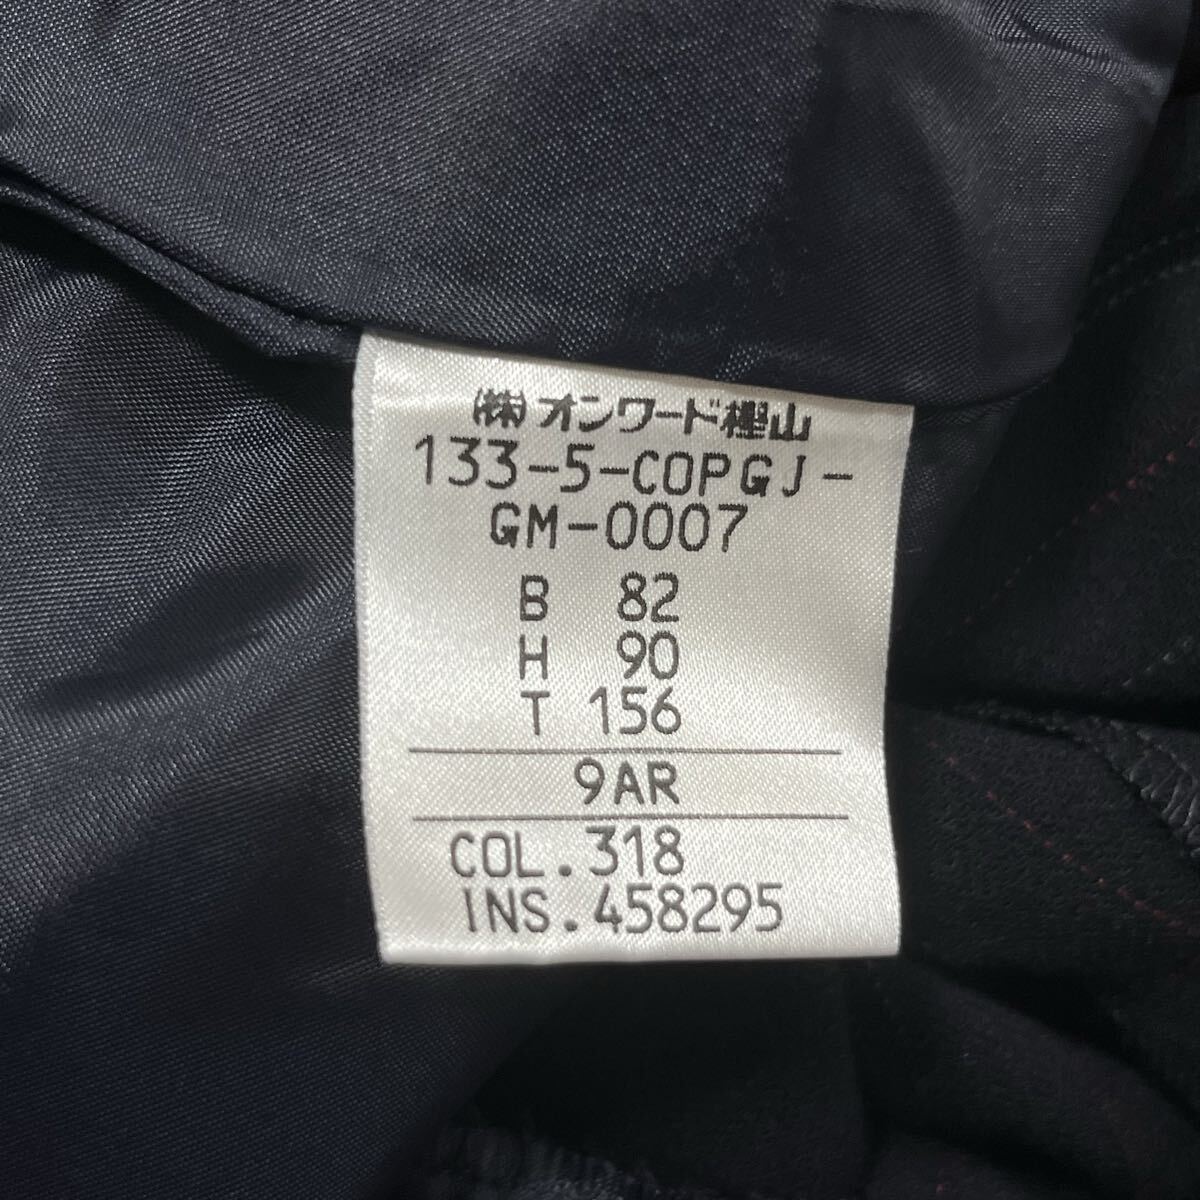 (株)オンワード樫山
133-5-COPGJ-
GM-0007
B 82
H 90
T 156
9AR
COL.318
INS.458295